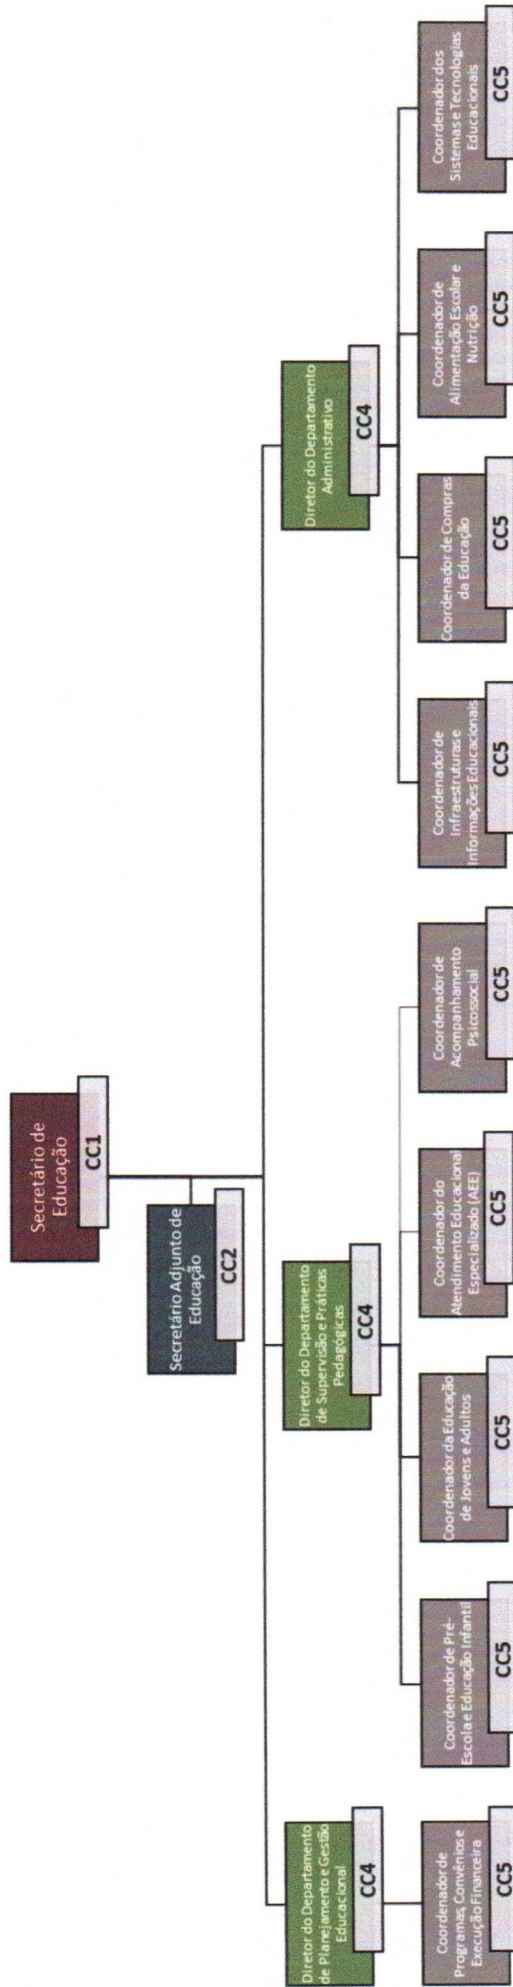 Secretário de
Educação
CC1
Secretário Adjunto de
Educação
CC2
Diretor do Departamento
de Planejamento e Gestão
Educacional
CC4
Diretor do Departamento
de Supervisão e Práticas
Pedagógicas
CC4
Diretor do Departamento
Administrativo
CC4
Coordenador de
Programas, Convênios e
Execução Financeira
CC5
Coordenador de Pré-
Escola e Educação Infantil
CC5
Coordenador da Educação
de Jovens e Adultos
CC5
Coordenador do
Atendimento Educacional
Especializado (AEE)
CC5
Coordenador de
Acompanhamento
Psicossocial
CC5
Coordenador de
Infraestruturas e
Informações Educacionais
CC5
Coordenador de Compras
da Educação
CC5
Coordenador de
Alimentação Escolar e
Nutrição
CC5
Coordenador dos
Sistemas e Tecnologias
Educacionais
CC5